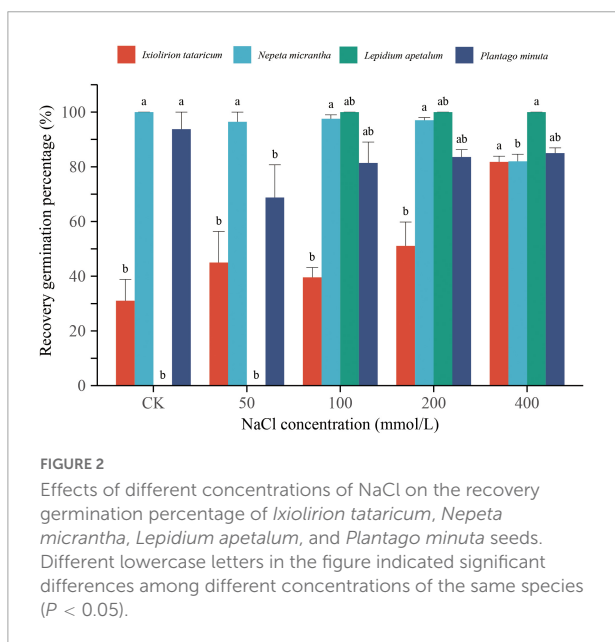 Ixiolirion tataricum Nepeta micrantha Lepidium apetalum Plantago minuta
Recovery germination percentage (%)
100
80
60
40
20
0
b a b a
b a b b
b a ab ab
b a ab ab
a b a ab
CK 50 100 200 400
NaCl concentration (mmol/L)
FIGURE 2
Effects of different concentrations of NaCl on the recovery
germination percentage of Ixiolirion tataricum, Nepeta
micrantha, Lepidium apetalum, and Plantago minuta seeds.
Different lowercase letters in the figure indicated significant
differences among different concentrations of the same species
(P < 0.05).